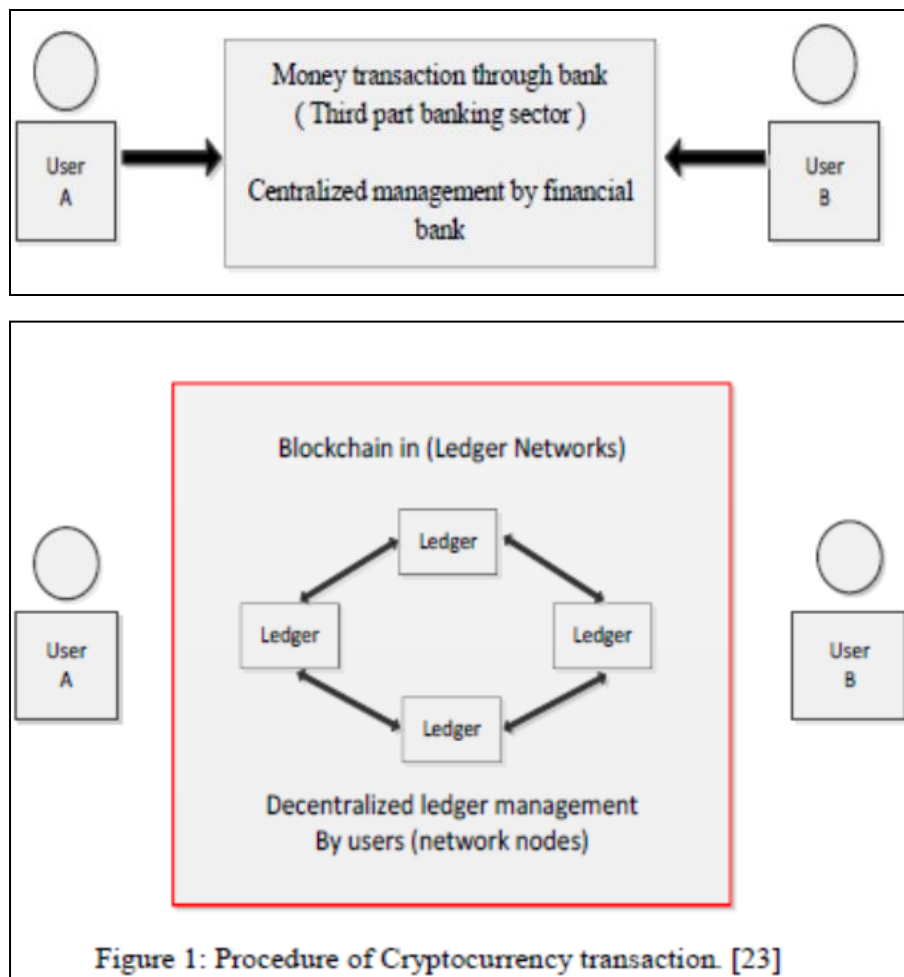 Money transaction through bank
( Third part banking sector )
Centralized management by financial
bank
User
A
User
B
Blockchain in (Ledger Networks)
Ledger
Ledger
Ledger
Ledger
User
A
User
B
Decentralized ledger management
By users (network nodes)
Figure 1: Procedure of Cryptocurrency transaction. [23]